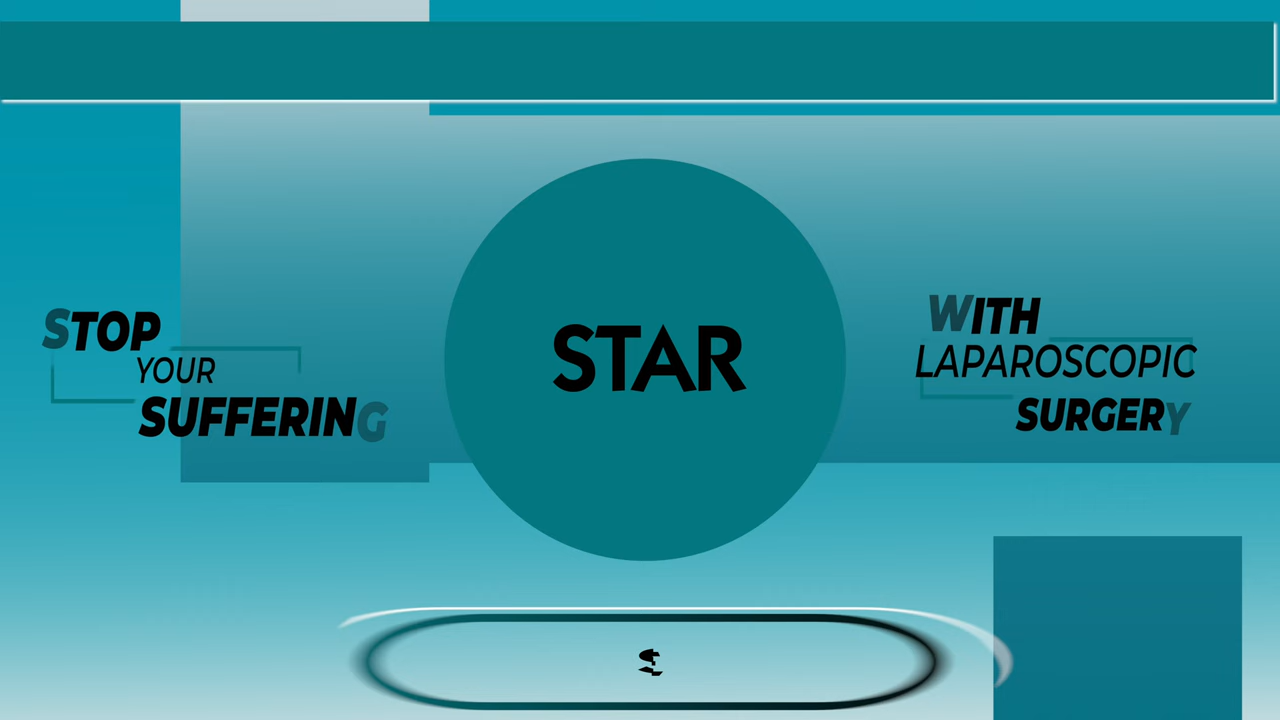 STOP
YOUR
SUFFERING
STAR
WITH
LAPAROSCOPIC
SURGERY